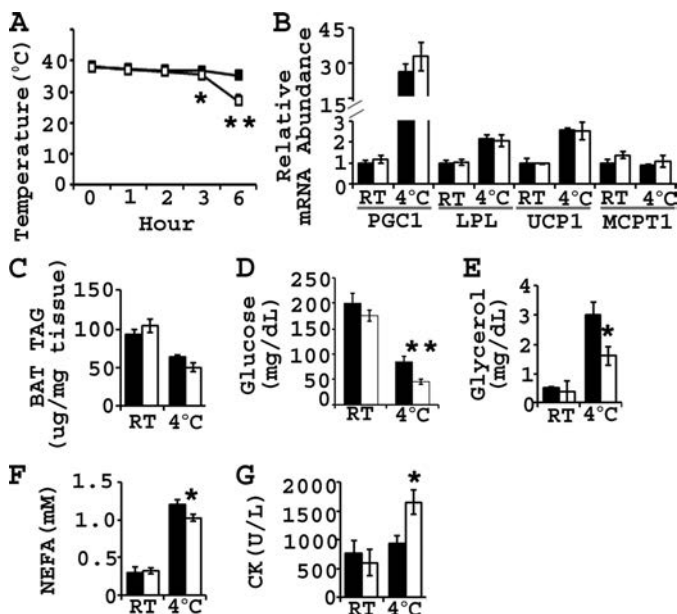 A
Temperature(°C)
50
40
30
20
10
0
*
**
0 1 2 3 6
Hour
B
Relative
mRNA Abundance
45
30
15
3
2
1
0
RT 4°C RT 4°C RT 4°C RT 4°C
PGC1 LPL UCP1 MCPT1
C
BAT TAG
(ug/mg tissue)
150
100
50
0
RT 4°C
D
Glucose
(mg/dL)
250
200
150
100
50
0
**
RT 4°C
E
Glycerol
(mg/dL)
4
3
2
1
0
*
RT 4°C
F
NEFA(mM)
1.5
1.0
0.5
0
*
RT 4°C
G
CK(U/L)
2000
1500
1000
500
0
*
RT 4°C